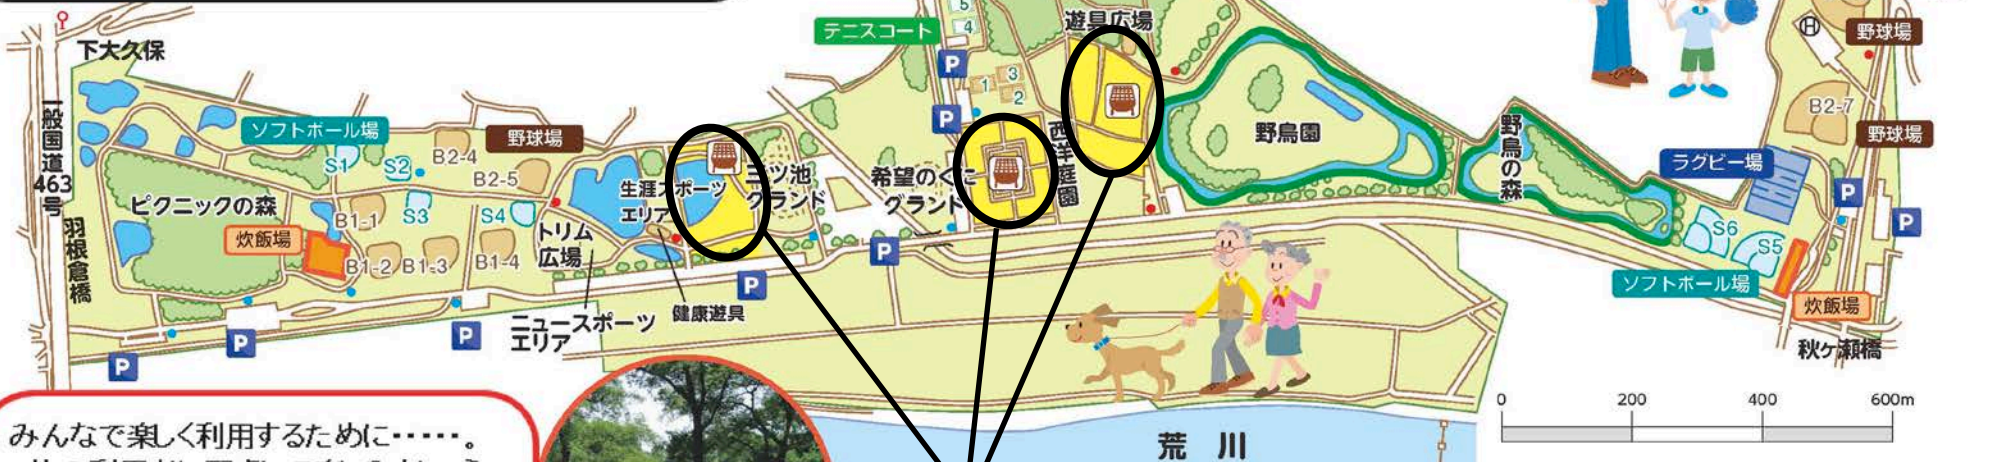 下大久保
一般国道463号
羽根倉橋
ソフトボール場
S1
S2
B2-4
野球場
B2-5
ピクニックの森
炊飯場
B1-1
S3
S4
B1-2
B1-3
B1-4
トリム
広場
生涯スポーツ
エリア
三ツ池
グランド
ニュースポーツ
エリア
健康遊具
P
P
P
P
P
テニスコート
5
4
P
P
1
3
2
希望のくに
グランド
西洋庭園
遊具広場
野鳥園
野鳥の森
H
野球場
B2-7
野球場
ラグビー場
P
P
S6
S5
ソフトボール場
炊飯場
秋ヶ瀬橋
0
200
400
600m
荒川
みんなで楽しく利用するために‥‥‥。